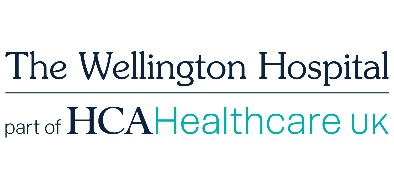 The Wellington Hospital
part of HCAHealthcare UK